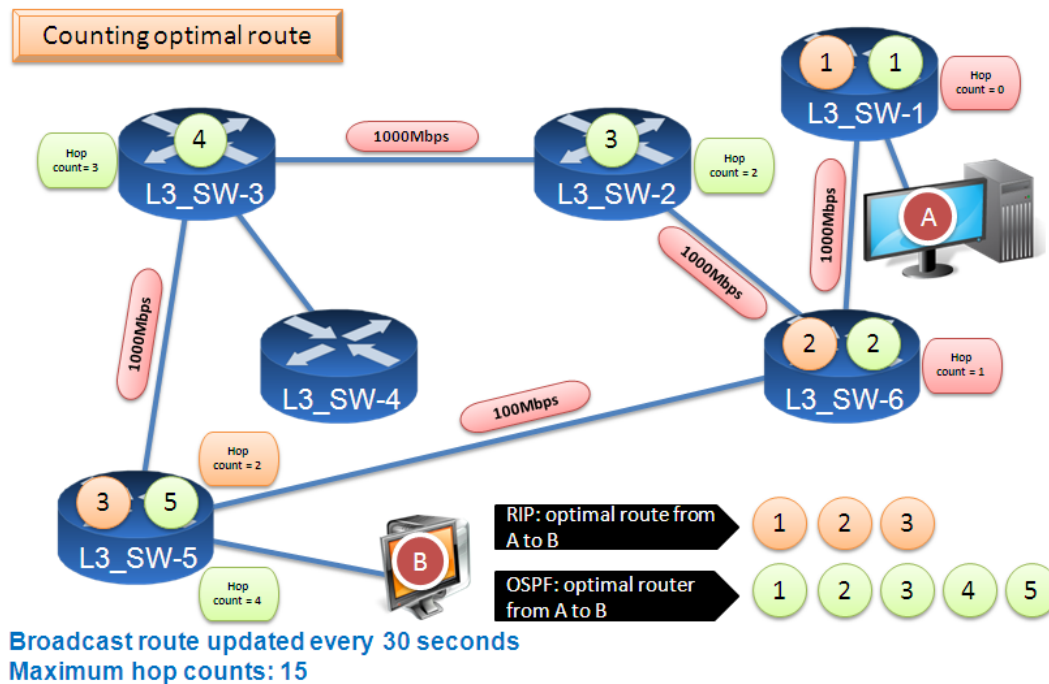 Counting optimal route
1
1
Hop
count = 0
L3_SW-1
4
Hop
count= 3
L3_SW-3
1000Mbps
3
Hop
count = 2
L3_SW-2
A
1000Mbps
1000Mbps
1000Mbps
L3_SW-4
2
2
Hop
count = 1
L3_SW-6
100Mbps
Hop
count = 2
3
5
L3_SW-5
Hop
count = 4
B
RIP: optimal route from
A to B
1
2
3
OSPF: optimal router
from A to B
1
2
3
4
5
Broadcast route updated every 30 seconds
Maximum hop counts: 15